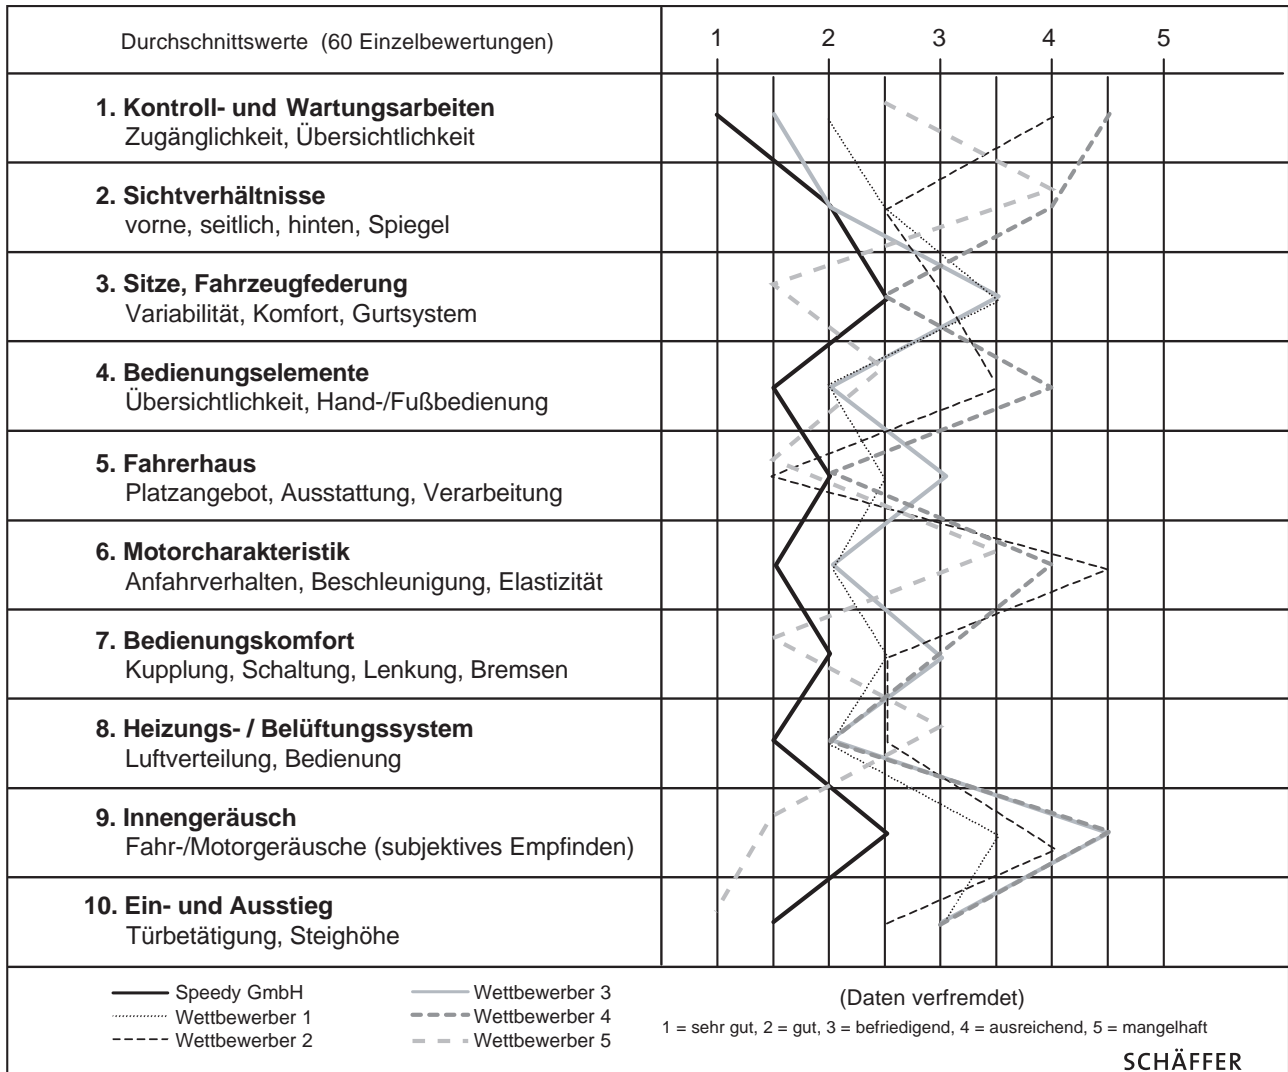 Durchschnittswerte (60 Einzelbewertungen)
1 2 3 4 5
1. Kontroll- und Wartungsarbeiten
Zugänglichkeit, Übersichtlichkeit
2. Sichtverhältnisse
vorne, seitlich, hinten, Spiegel
3. Sitze, Fahrzeugfederung
Variabilität, Komfort, Gurtsystem
4. Bedienungselemente
Übersichtlichkeit, Hand-/Fußbedienung
5. Fahrerhaus
Platzangebot, Ausstattung, Verarbeitung
6. Motorcharakteristik
Anfahrverhalten, Beschleunigung, Elastizität
7. Bedienungskomfort
Kupplung, Schaltung, Lenkung, Bremsen
8. Heizungs- / Belüftungssystem
Luftverteilung, Bedienung
9. Innengeräusch
Fahr-/Motorgeräusche (subjektives Empfinden)
10. Ein- und Ausstieg
Türbetätigung, Steighöhe
Speedy GmbH
Wettbewerber 1
Wettbewerber 2
Wettbewerber 3
Wettbewerber 4
Wettbewerber 5
(Daten verfremdet)
1 = sehr gut, 2 = gut, 3 = befriedigend, 4 = ausreichend, 5 = mangelhaft
SCHÄFFER